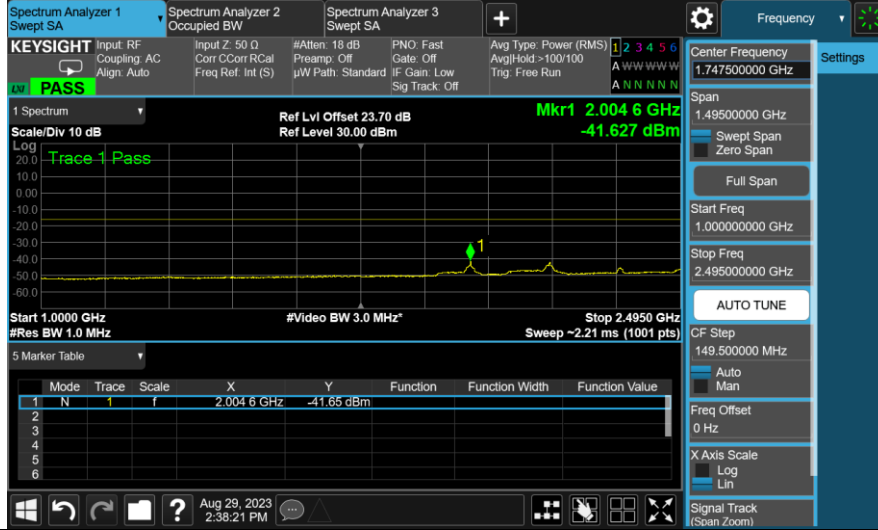 Spectrum Analyzer 1
Swept SA
Spectrum Analyzer 2
Occupied BW
Spectrum Analyzer 3
Swept SA
Frequency
KEYSIGHT
Input: RF
Coupling: AC
Align: Auto
Input Z: 50 Ω
Corr CCorr RCal
Freq Ref: Int (S)
#Atten: 18 dB
Preamp: Off
µW Path: Standard
PNO: Fast
Gate: Off
IF Gain: Low
Sig Track: Off
Avg Type: Power (RMS)
Avg|Hold:>100/100
Trig: Free Run
1 2 3 4 5 6
A W W W W W
A N N N N N
LXI PASS
1 Spectrum
Scale/Div 10 dB
Ref Lvl Offset 23.70 dB
Ref Level 30.00 dBm
Mkr1 2.004 6 GHz
-41.627 dBm
Log
Trace 1 Pass
20.0
10.0
0.00
-10.0
-20.0
-30.0
-40.0
-50.0
-60.0
1
Start 1.0000 GHz
#Res BW 1.0 MHz
#Video BW 3.0 MHz*
Stop 2.4950 GHz
Sweep ~2.21 ms (1001 pts)
5 Marker Table
Mode Trace Scale X Y Function Function Width Function Value
1 N 1 f 2.004 6 GHz -41.65 dBm
2
3
4
5
6
Aug 29, 2023
2:38:21 PM
Center Frequency
1.747500000 GHz
Span
1.49500000 GHz
Swept Span
Zero Span
Full Span
Start Freq
1.000000000 GHz
Stop Freq
2.495000000 GHz
AUTO TUNE
CF Step
149.500000 MHz
Auto
Man
Freq Offset
0 Hz
X Axis Scale
Log
Lin
Signal Track
(Span Zoom)
Settings